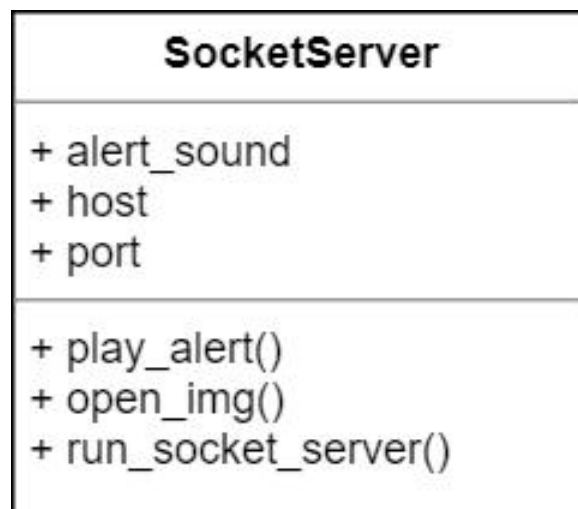 SocketServer
+ alert_sound
+ host
+ port
+ play_alert()
+ open_img()
+ run_socket_server()